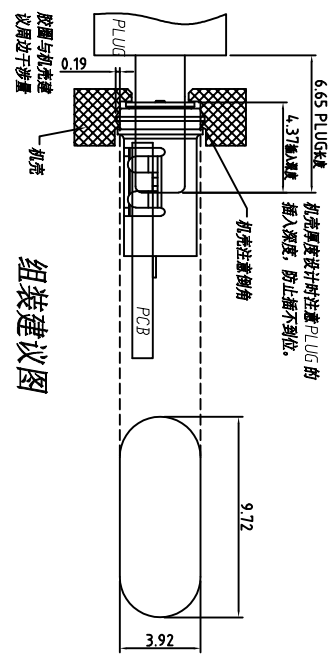 PLUG
6.65 PLUG长度
4.37插入深度
机壳厚度设计时注意PLUG的
插入深度，防止插不到位。
0.19
胶圈与机壳建
议周边干涉量
机壳
机壳注意倒角
PCB
组装建议图
9.72
3.92